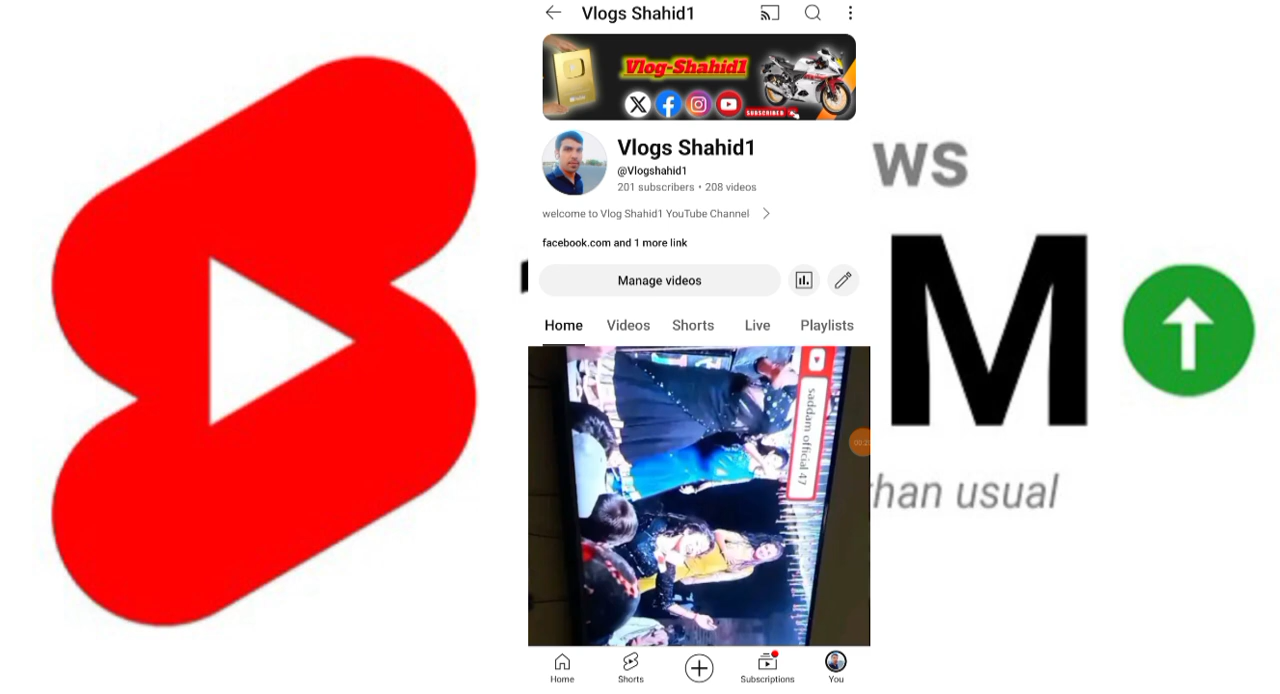 Vlogs Shahid1
Vlog-Shahid1
SUBSCRIBED
Vlogs Shahid1
@Vlogshahid1
201 subscribers • 208 videos
welcome to Vlog Shahid1 YouTube Channel
facebook.com and 1 more link
Manage videos
Home Videos Shorts Live Playlists
saddam official 47
Home Shorts Subscriptions You
ws
M
han usual